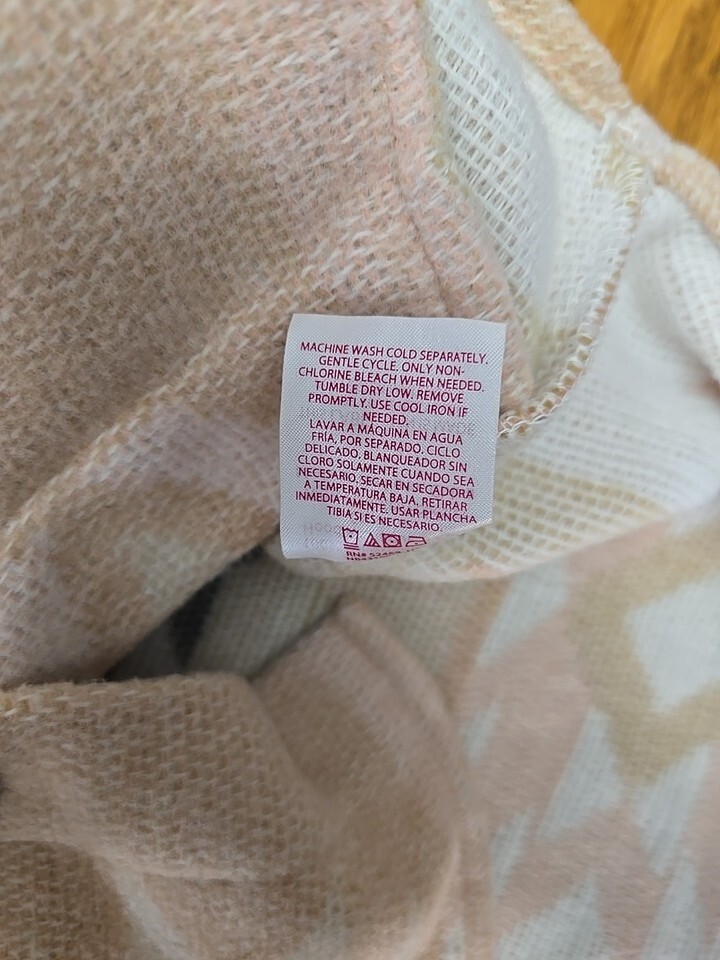 MACHINE WASH COLD SEPARATELY.
GENTLE CYCLE. ONLY NON-
CHLORINE BLEACH WHEN NEEDED.
TUMBLE DRY LOW. REMOVE
PROMPTLY. USE COOL IRON IF
NEEDED.
LAVAR A MÁQUINA EN AGUA
FRÍA, POR SEPARADO. CICLO
DELICADO. BLANQUEADOR SIN
CLORO SOLAMENTE CUANDO SEA
NECESARIO. SECAR EN SECADORA
A TEMPERATURA BAJA. RETIRAR
INMEDIATAMENTE. USAR PLANCHA
TIBIA SI ES NECESARIO.
RN#